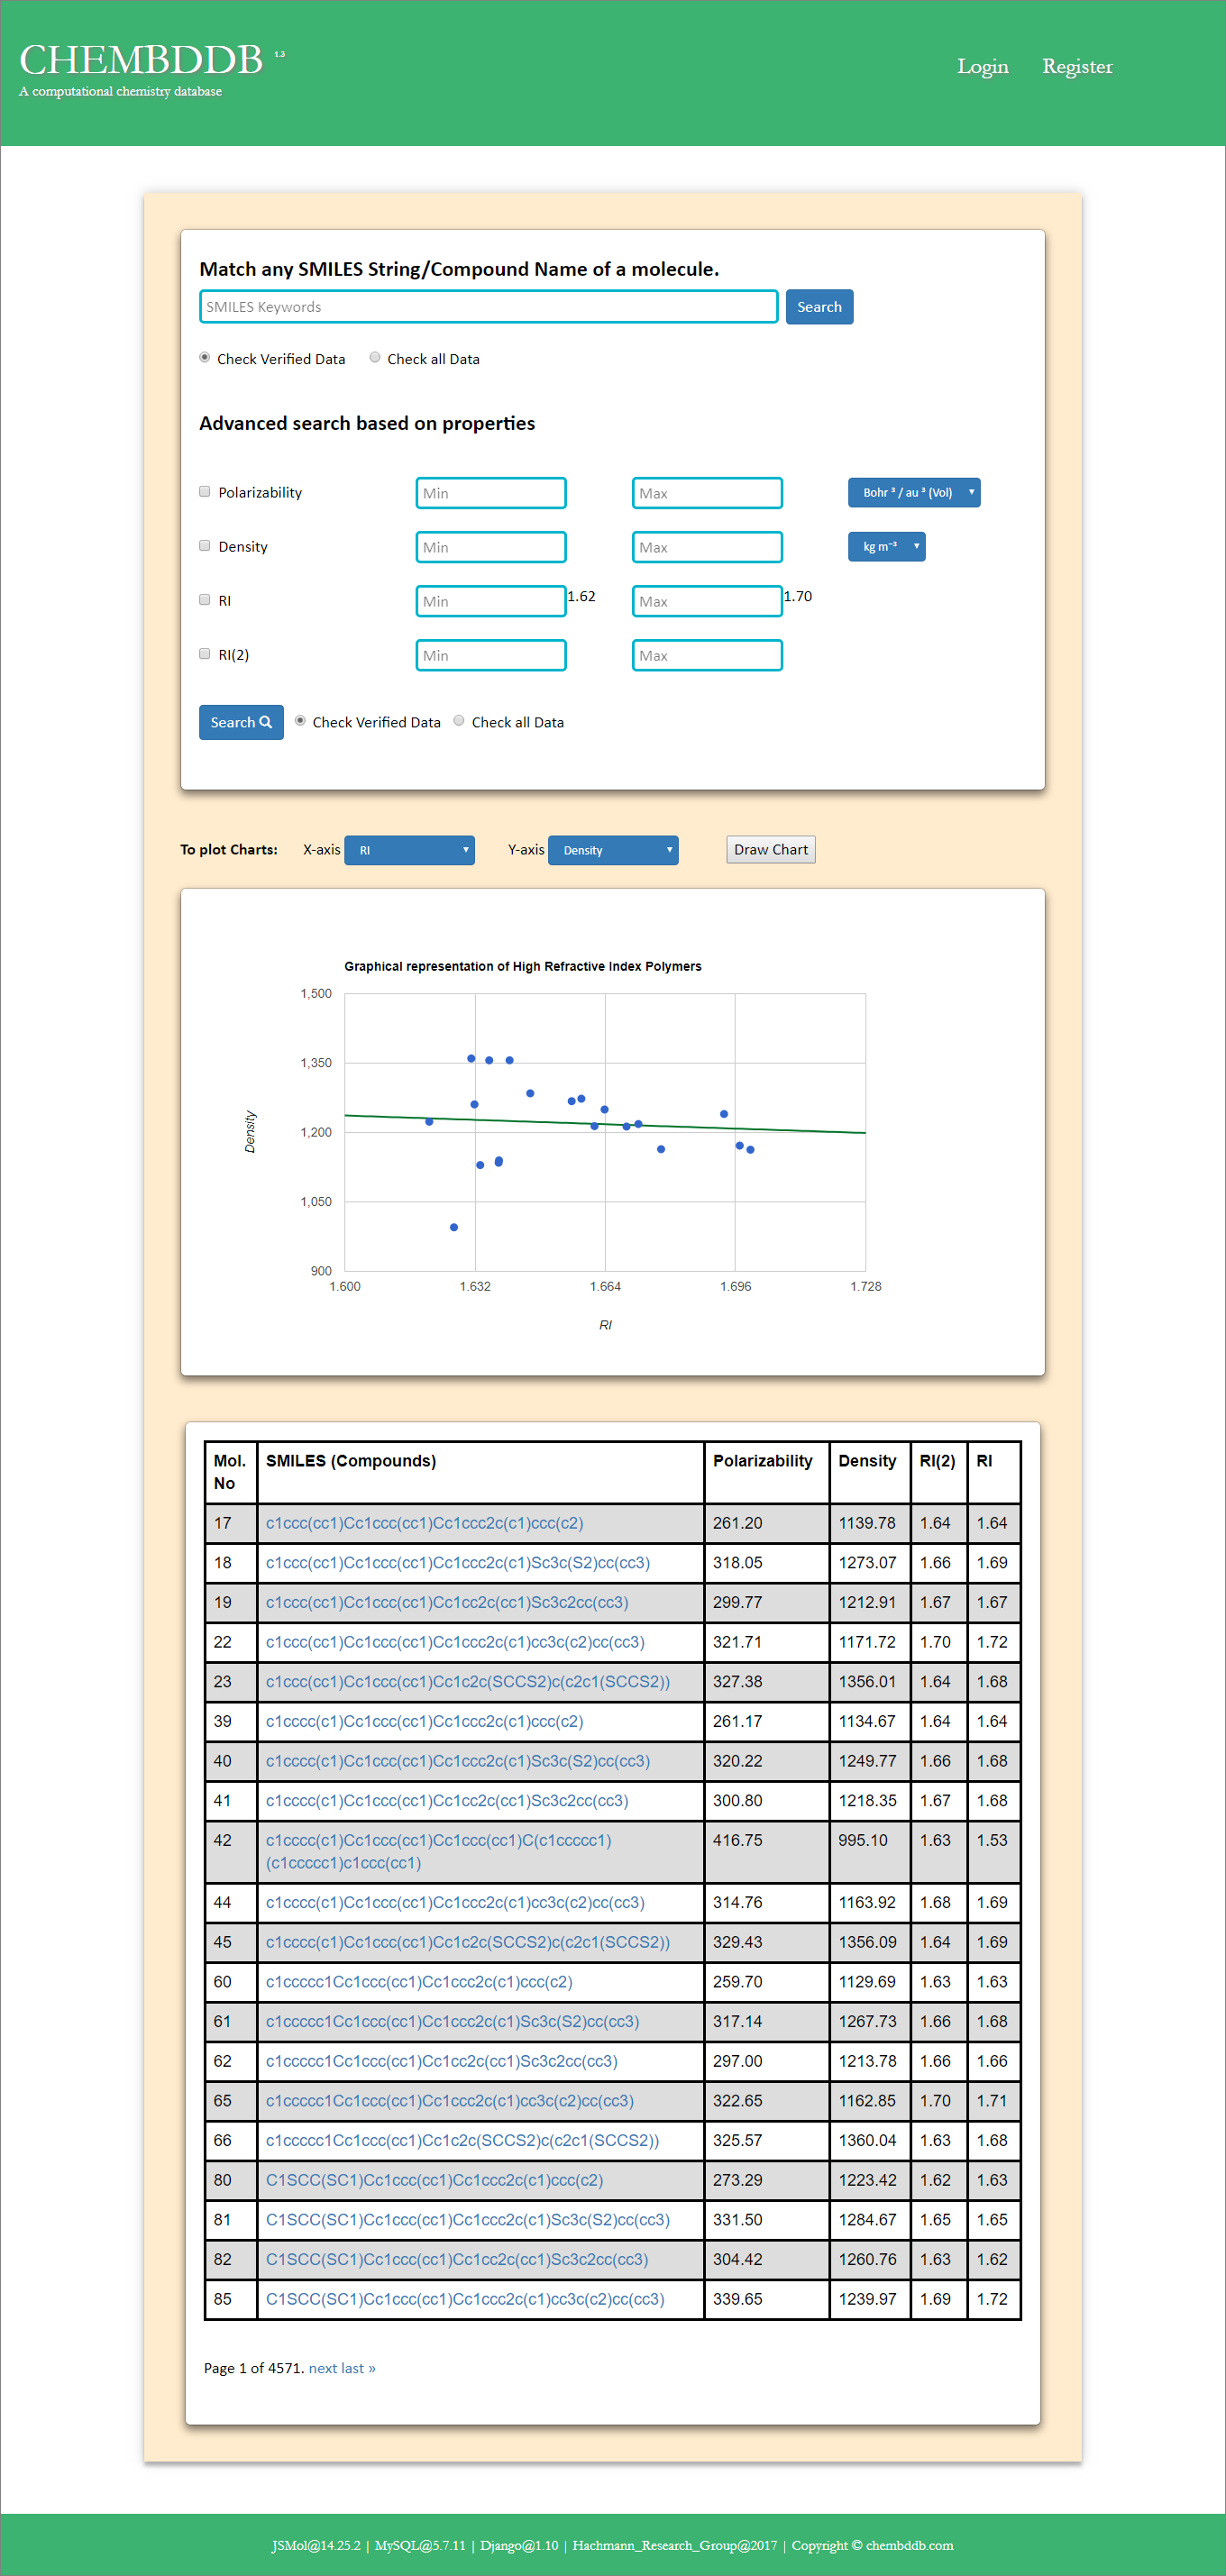 CHEMBDDB 1.3
A computational chemistry database
Login Register
Match any SMILES String/Compound Name of a molecule.
SMILES Keywords Search
Check Verified Data Check all Data
Advanced search based on properties
Polarizability Min Max Bohr ³ / au ³ (Vol)
Density Min Max kg m⁻³
RI Min 1.62 Max 1.70
RI(2) Min Max
Search Check Verified Data Check all Data
To plot Charts: X-axis RI Y-axis Density Draw Chart
Graphical representation of High Refractive Index Polymers
1,500
1,350
1,200
1,050
900
Density
1.600 1.632 1.664 1.696 1.728
RI
Mol. No SMILES (Compounds) Polarizability Density RI(2) RI
17 c1ccc(cc1)Cc1ccc(cc1)Cc1ccc2c(c1)ccc(c2) 261.20 1139.78 1.64 1.64
18 c1ccc(cc1)Cc1ccc(cc1)Cc1ccc2c(c1)Sc3c(S2)cc(cc3) 318.05 1273.07 1.66 1.69
19 c1ccc(cc1)Cc1ccc(cc1)Cc1cc2c(cc1)Sc3c2cc(cc3) 299.77 1212.91 1.67 1.67
22 c1ccc(cc1)Cc1ccc(cc1)Cc1ccc2c(c1)cc3c(c2)cc(cc3) 321.71 1171.72 1.70 1.72
23 c1ccc(cc1)Cc1ccc(cc1)Cc1c2c(SCCS2)c(c2c1(SCCS2)) 327.38 1356.01 1.64 1.68
39 c1cccc(c1)Cc1ccc(cc1)Cc1ccc2c(c1)ccc(c2) 261.17 1134.67 1.64 1.64
40 c1cccc(c1)Cc1ccc(cc1)Cc1ccc2c(c1)Sc3c(S2)cc(cc3) 320.22 1249.77 1.66 1.68
41 c1cccc(c1)Cc1ccc(cc1)Cc1cc2c(cc1)Sc3c2cc(cc3) 300.80 1218.35 1.67 1.68
42 c1cccc(c1)Cc1ccc(cc1)Cc1ccc(cc1)C(c1ccccc1) 416.75 995.10 1.63 1.53
(c1ccccc1)c1ccc(cc1)
44 c1cccc(c1)Cc1ccc(cc1)Cc1ccc2c(c1)cc3c(c2)cc(cc3) 314.76 1163.92 1.68 1.69
45 c1cccc(c1)Cc1ccc(cc1)Cc1c2c(SCCS2)c(c2c1(SCCS2)) 329.43 1356.09 1.64 1.69
60 c1ccccc1Cc1ccc(cc1)Cc1ccc2c(c1)ccc(c2) 259.70 1129.69 1.63 1.63
61 c1ccccc1Cc1ccc(cc1)Cc1ccc2c(c1)Sc3c(S2)cc(cc3) 317.14 1267.73 1.66 1.68
62 c1ccccc1Cc1ccc(cc1)Cc1cc2c(cc1)Sc3c2cc(cc3) 297.00 1213.78 1.66 1.66
65 c1ccccc1Cc1ccc(cc1)Cc1ccc2c(c1)cc3c(c2)cc(cc3) 322.65 1162.85 1.70 1.71
66 c1ccccc1Cc1ccc(cc1)Cc1c2c(SCCS2)c(c2c1(SCCS2)) 325.57 1360.04 1.63 1.68
80 C1SCC(SC1)Cc1ccc(cc1)Cc1ccc2c(c1)ccc(c2) 273.29 1223.42 1.62 1.63
81 C1SCC(SC1)Cc1ccc(cc1)Cc1ccc2c(c1)Sc3c(S2)cc(cc3) 331.50 1284.67 1.65 1.65
82 C1SCC(SC1)Cc1ccc(cc1)Cc1cc2c(cc1)Sc3c2cc(cc3) 304.42 1260.76 1.63 1.62
85 C1SCC(SC1)Cc1ccc(cc1)Cc1ccc2c(c1)cc3c(c2)cc(cc3) 339.65 1239.97 1.69 1.72
Page 1 of 4571. next last »
JSMol@14.25.2 | MySQL@5.7.11 | Django@1.10 | Hachmann_Research_Group@2017 | Copyright © chembddb.com